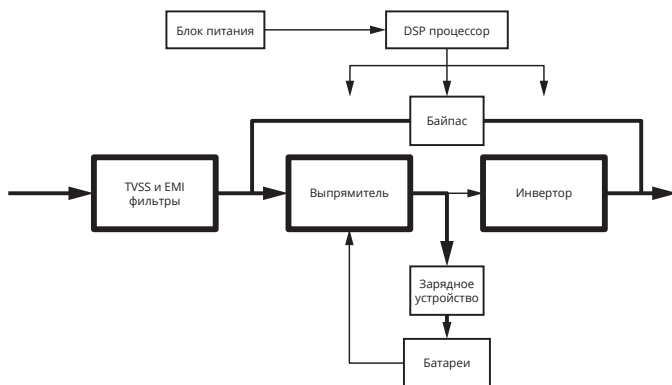 Блок питания
DSP процессор
Байпас
TVSS и EMI
фильтры
Выпрямитель
Инвертор
Зарядное
устройство
Батареи